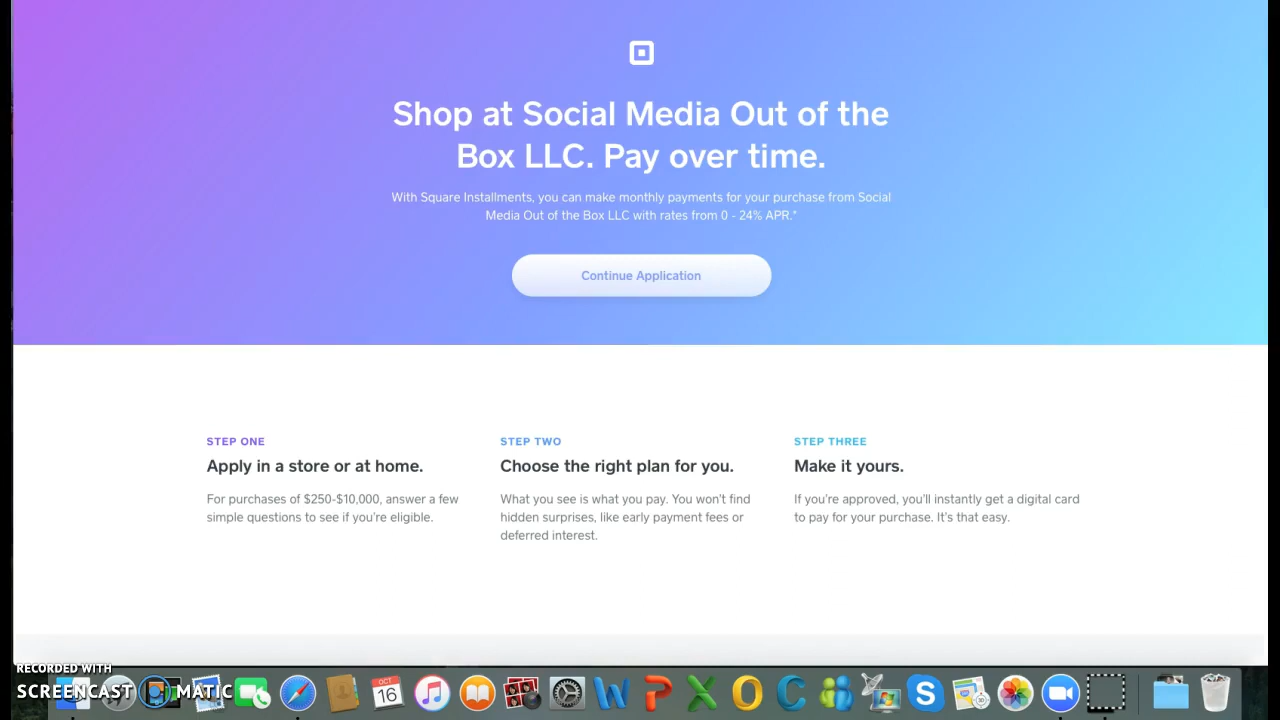 Shop at Social Media Out of the
Box LLC. Pay over time.
With Square Installments, you can make monthly payments for your purchase from Social
Media Out of the Box LLC with rates from 0 - 24% APR.*
Continue Application
STEP ONE
Apply in a store or at home.
For purchases of $250-$10,000, answer a few
simple questions to see if you're eligible.
STEP TWO
Choose the right plan for you.
What you see is what you pay. You won't find
hidden surprises, like early payment fees or
deferred interest.
STEP THREE
Make it yours.
If you're approved, you'll instantly get a digital card
to pay for your purchase. It's that easy.
RECORDED WITH
SCREENCAST MATIC
OCT
16
W P X O C S